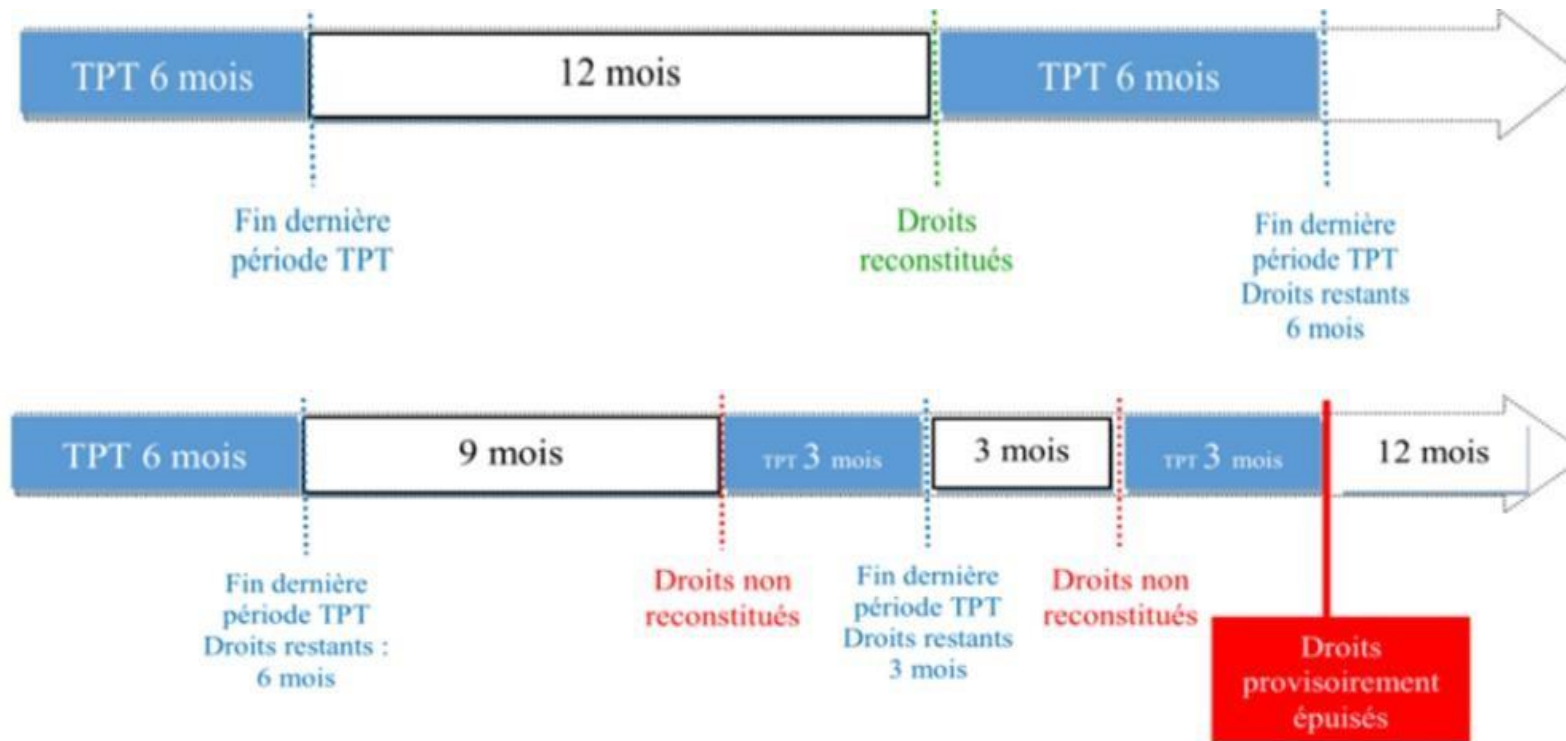 TPT 6 mois
12 mois
TPT 6 mois
Fin dernière
période TPT
Droits
reconstitués
Fin dernière
période TPT
Droits restants
6 mois
TPT 6 mois
9 mois
TPT 3 mois
3 mois
TPT 3 mois
12 mois
Fin dernière
période TPT
Droits restants :
6 mois
Droits non
reconstitués
Fin dernière
période TPT
Droits restants
3 mois
Droits non
reconstitués
Droits
provisoirement
épuisés